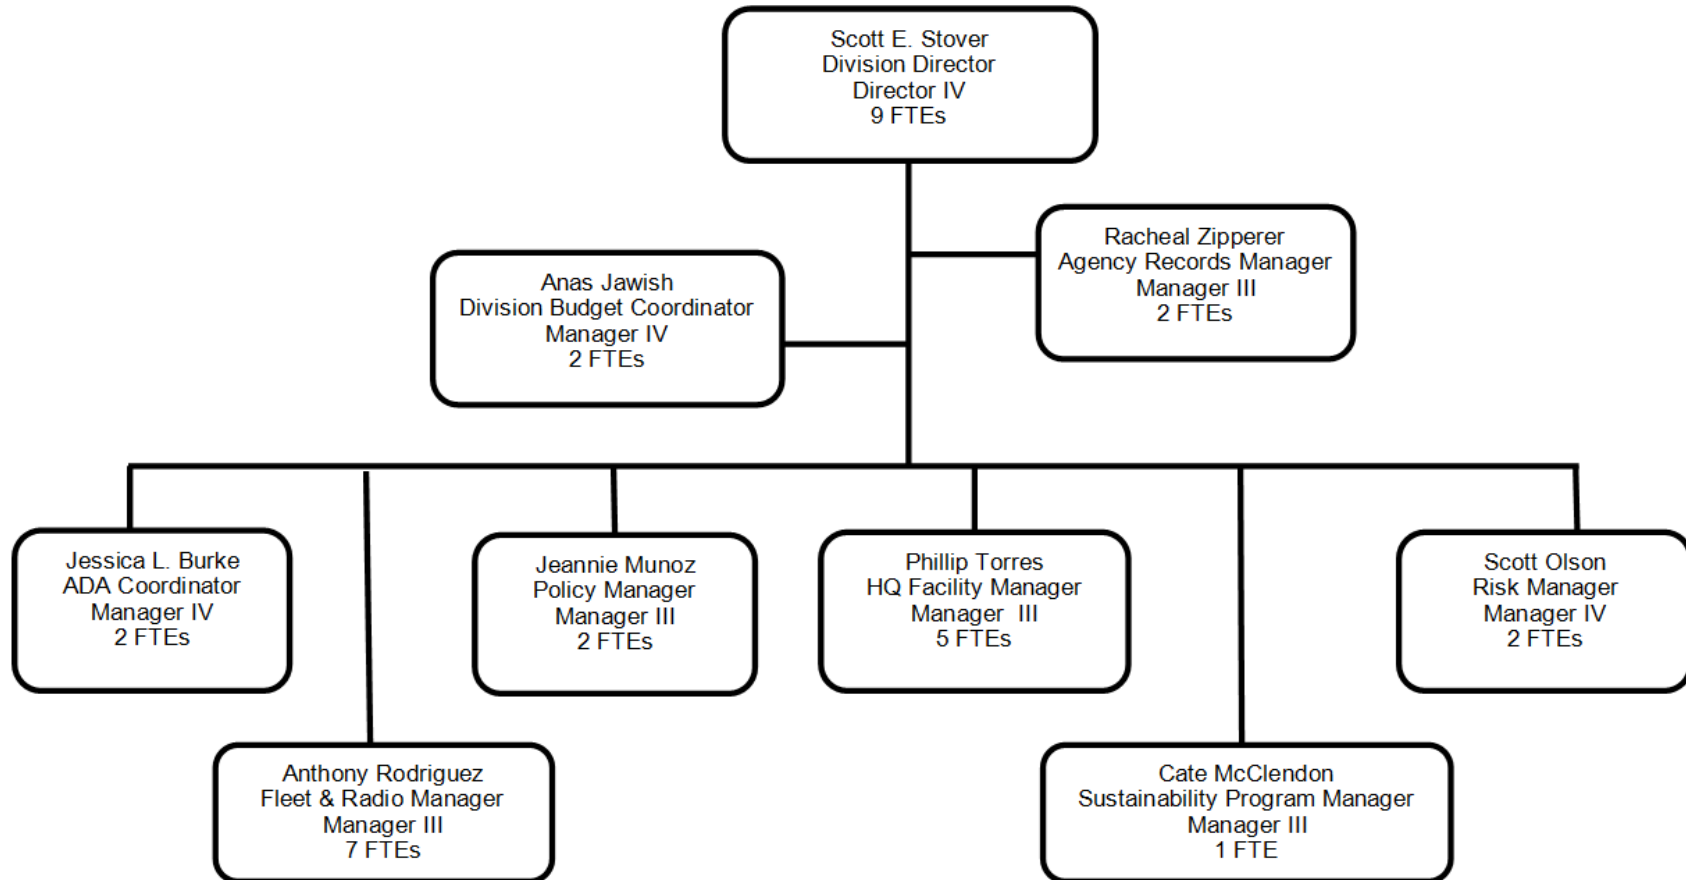 Scott E. Stover
Division Director
Director IV
9 FTEs
Racheal Zipperer
Agency Records Manager
Manager III
2 FTEs
Anas Jawish
Division Budget Coordinator
Manager IV
2 FTEs
Jessica L. Burke
ADA Coordinator
Manager IV
2 FTEs
Jeannie Munoz
Policy Manager
Manager III
2 FTEs
Phillip Torres
HQ Facility Manager
Manager  III
5 FTEs
Scott Olson
Risk Manager
Manager IV
2 FTEs
Anthony Rodriguez
Fleet & Radio Manager
Manager III
7 FTEs
Cate McClendon
Sustainability Program Manager
Manager III
1 FTE